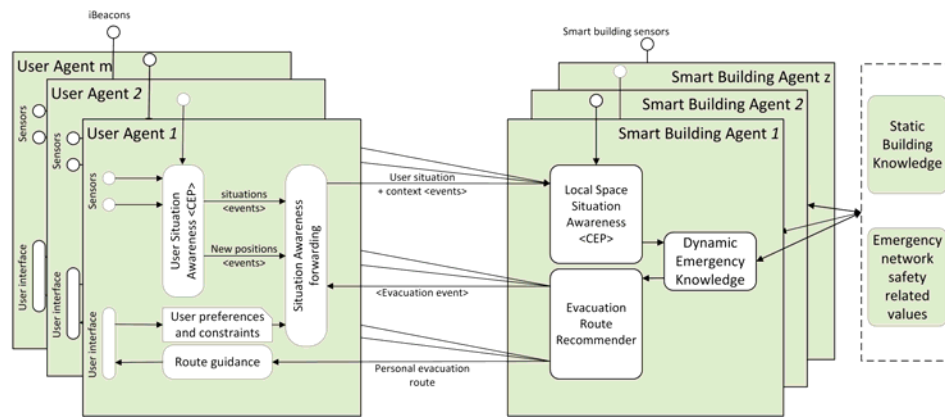 iBeacons
Smart building sensors
User Agent m
User Agent 2
User Agent 1
Sensors
Sensors
Sensors
User interface
User interface
User interface
User Situation
Awareness <CEP>
situations
<events>
New positions
<events>
Situation Awareness
forwarding
User preferences
and constraints
Route guidance
User situation
+ context <events>
<Evacuation event>
Personal evacuation
route
Smart Building Agent z
Smart Building Agent 2
Smart Building Agent 1
Local Space
Situation
Awareness
<CEP>
Dynamic
Emergency
Knowledge
Evacuation
Route
Recommender
Static
Building
Knowledge
Emergency
network
safety
related
values